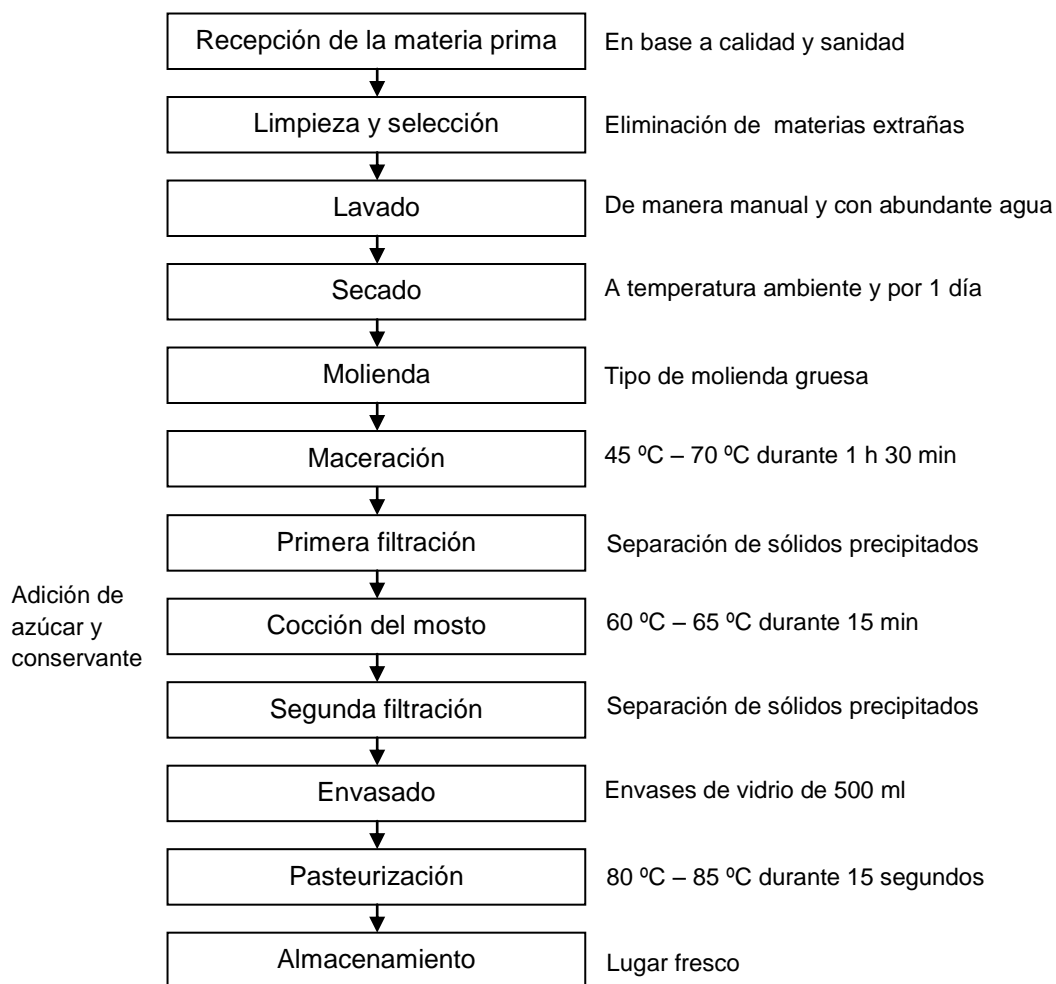 Recepción de la materia prima
En base a calidad y sanidad
Limpieza y selección
Eliminación de materias extrañas
Lavado
De manera manual y con abundante agua
Secado
A temperatura ambiente y por 1 día
Molienda
Tipo de molienda gruesa
Maceración
45 ºC – 70 ºC durante 1 h 30 min
Primera filtración
Separación de sólidos precipitados
Adición de
azúcar y
conservante
Cocción del mosto
60 ºC – 65 ºC durante 15 min
Segunda filtración
Separación de sólidos precipitados
Envasado
Envases de vidrio de 500 ml
Pasteurización
80 ºC – 85 ºC durante 15 segundos
Almacenamiento
Lugar fresco